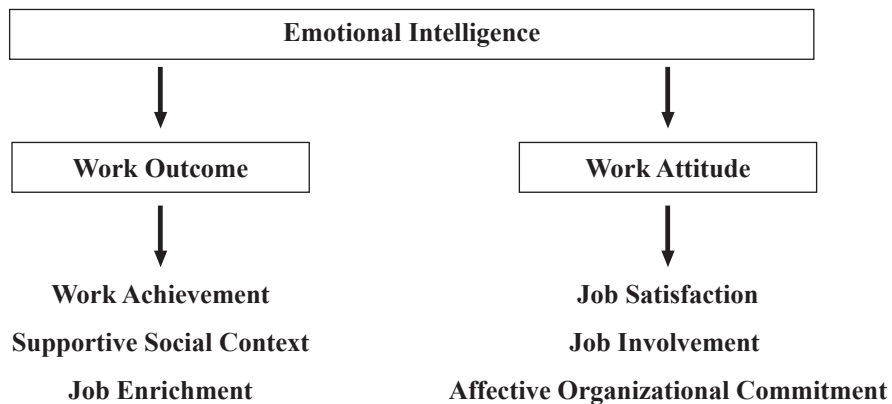 Emotional Intelligence
Work Outcome
Work Attitude
Work Achievement
Supportive Social Context
Job Enrichment
Job Satisfaction
Job Involvement
Affective Organizational Commitment